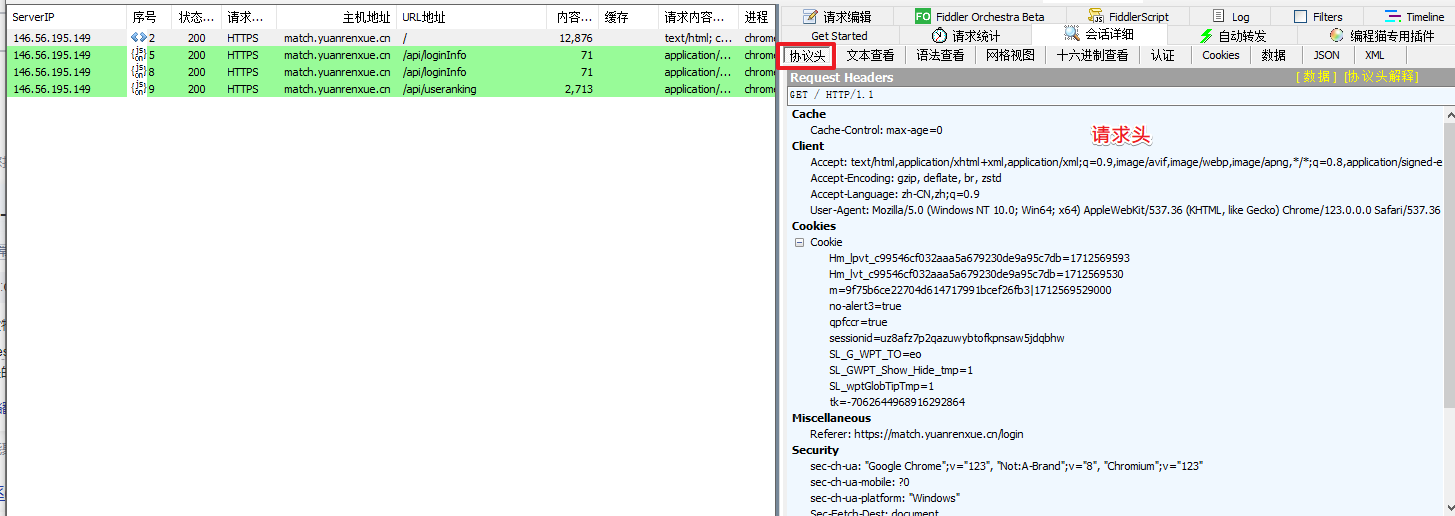 ServerIP 序号 状态... 请求... 主机地址 URL地址 内容... 缓存 请求内容... 进程
146.56.195.149 2 200 HTTPS match.yuanrenxue.cn / 12,876 text/html; c... chrome
146.56.195.149 5 200 HTTPS match.yuanrenxue.cn /api/loginInfo 71 application/... chrome
146.56.195.149 8 200 HTTPS match.yuanrenxue.cn /api/loginInfo 71 application/... chrome
146.56.195.149 9 200 HTTPS match.yuanrenxue.cn /api/useranking 2,713 application/... chrome
请求编辑 FO Fiddler Orchestra Beta FiddlerScript Log Filters Timeline
Get Started 请求统计 会话详细 自动转发 编程猫专用插件
协议头 文本查看 语法查看 网格视图 十六进制查看 认证 Cookies 数据 JSON XML
Request Headers [ 数据 ] [协议头解释]
GET / HTTP/1.1
Cache
Cache-Control: max-age=0
请求头
Client
Accept: text/html,application/xhtml+xml,application/xml;q=0.9,image/avif,image/webp,image/apng,*/*;q=0.8,application/signed-e
Accept-Encoding: gzip, deflate, br, zstd
Accept-Language: zh-CN,zh;q=0.9
User-Agent: Mozilla/5.0 (Windows NT 10.0; Win64; x64) AppleWebKit/537.36 (KHTML, like Gecko) Chrome/123.0.0.0 Safari/537.36
Cookies
Cookie
Hm_lpvt_c99546cf032aaa5a679230de9a95c7db=1712569593
Hm_lvt_c99546cf032aaa5a679230de9a95c7db=1712569530
m=9f75b6ce22704d614717991bcef26fb3|1712569529000
no-alert3=true
qpfccr=true
sessionid=uz8afz7p2qazuwybtofkpnsaw5jdqbhw
SL_G_WPT_TO=eo
SL_GWPT_Show_Hide_tmp=1
SL_wptGlobTipTmp=1
tk=-7062644968916292864
Miscellaneous
Referer: https://match.yuanrenxue.cn/login
Security
sec-ch-ua: "Google Chrome";v="123", "Not:A-Brand";v="8", "Chromium";v="123"
sec-ch-ua-mobile: ?0
sec-ch-ua-platform: "Windows"
Sec-Fetch-Dest: document